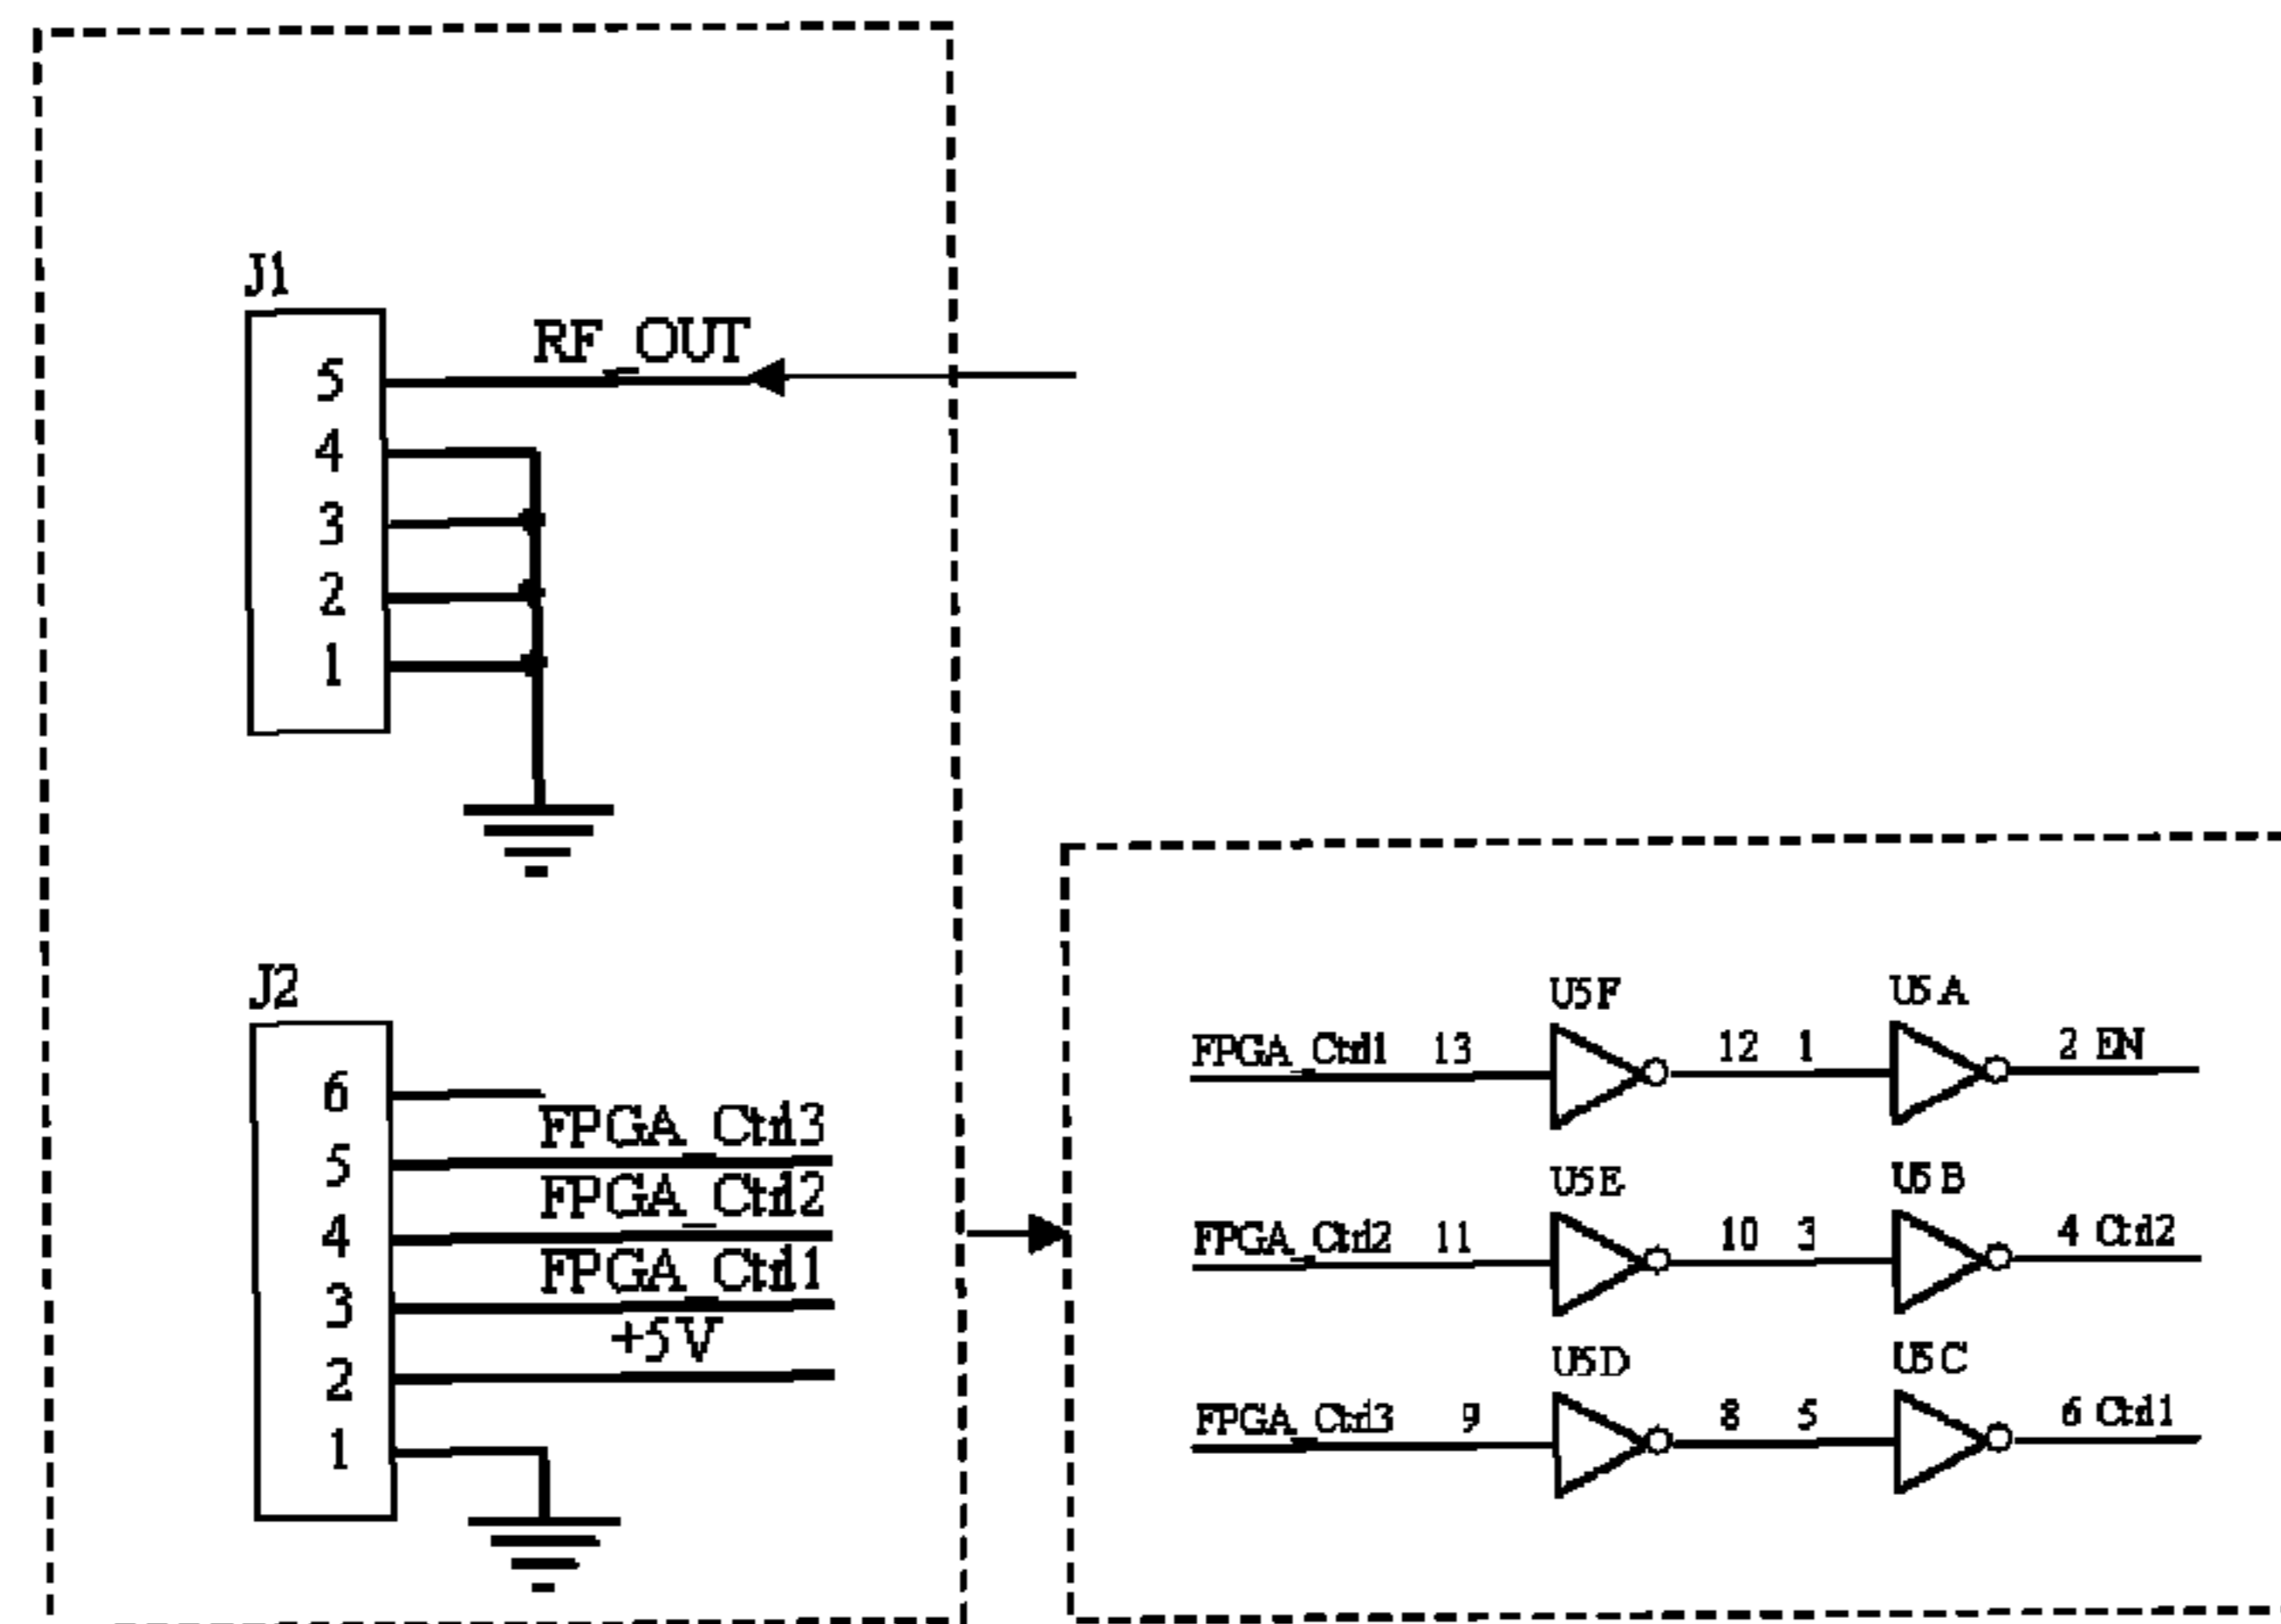 J1
5 RF_OUT
4
3
2
1
J2
6
5 FPGA_Ctrl3
4 FPGA_Ctrl2
3 FPGA_Ctrl1
2 +5V
1
U5F U5A
FPGA_Ctrl1 13 12 1 2 EN
U5E U5B
FPGA_Ctrl2 11 10 3 4 Ctrl2
U5D U5C
FPGA_Ctrl3 9 8 5 6 Ctrl1